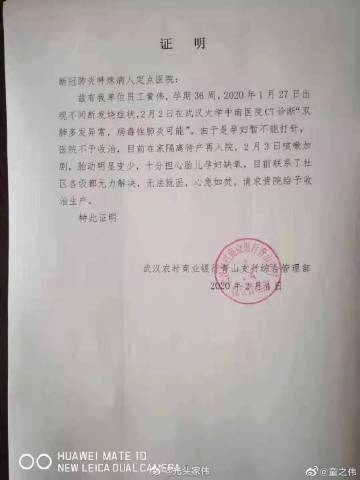 证 明
新冠肺炎特殊病人定点医院:
兹有我单位员工黄伟,孕期36周,2020年1月27日出
现不间断发烧症状,2月2日在武汉大学中南医院CT诊断“双
肺多发异常,病毒性肺炎可能”。由于是孕妇暂不能打针,
医院不予收治,目前在家隔离待产再入院,2月3日咳嗽加
剧,胎动明显变少,十分担心胎儿孕妇缺氧,目前联系了社
区各级都无力解决,无法就医,心急如焚,请求贵院给予收
治生产。
特此证明
武汉农村商业银行青山支行综合管理部
2020年2月 日
HUAWEI MATE 10
NEW LEICA DUAL CAMERA
@光头家伟
@童之伟